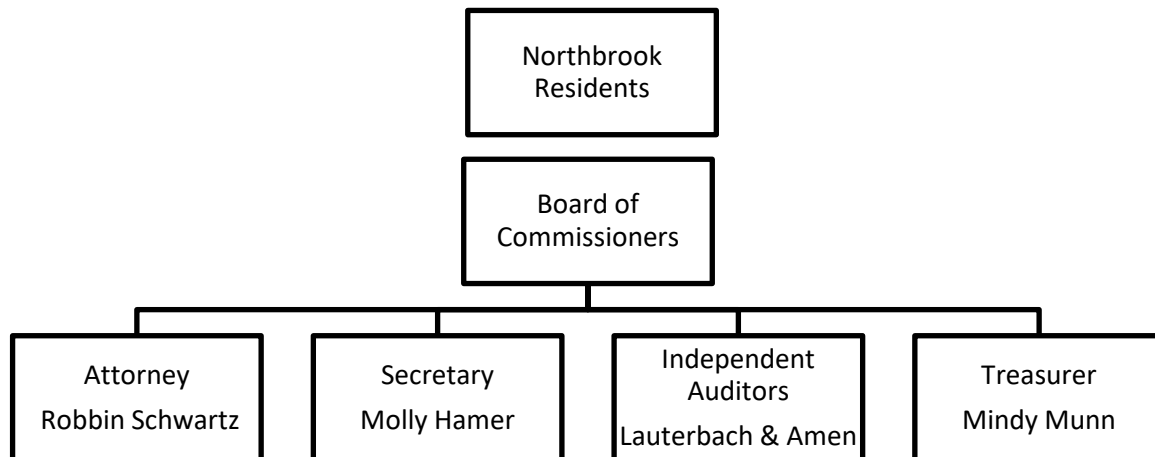 Northbrook
Residents
Board of
Commissioners
Attorney
Robbin Schwartz
Secretary
Molly Hamer
Independent
Auditors
Lauterbach & Amen
Treasurer
Mindy Munn